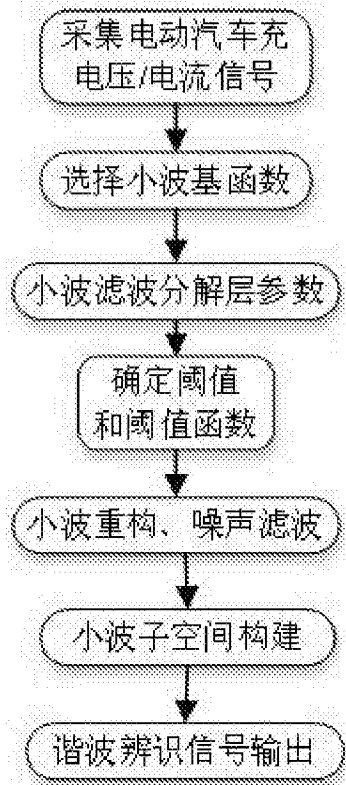 采集电动汽车充
电压/电流信号
选择小波基函数
小波滤波分解层参数
确定阈值
和阈值函数
小波重构、噪声滤波
小波子空间构建
谐波辨识信号输出